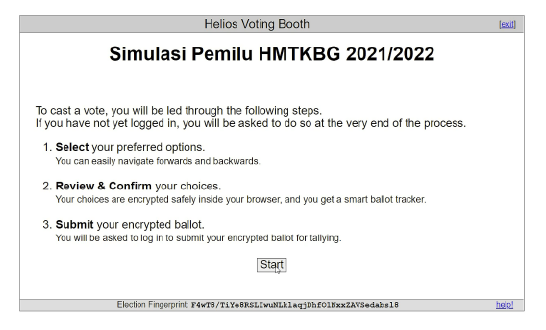 Helios Voting Booth
[exit]
Simulasi Pemilu HMTKBG 2021/2022
To cast a vote, you will be led through the following steps.
If you have not yet logged in, you will be asked to do so at the very end of the process.
1. Select your preferred options.
You can easily navigate forwards and backwards.
2. Review & Confirm your choices.
Your choices are encrypted safely inside your browser, and you get a smart ballot tracker.
3. Submit your encrypted ballot.
You will be asked to log in to submit your encrypted ballot for tallying.
Start
Election Fingerprint:
help!